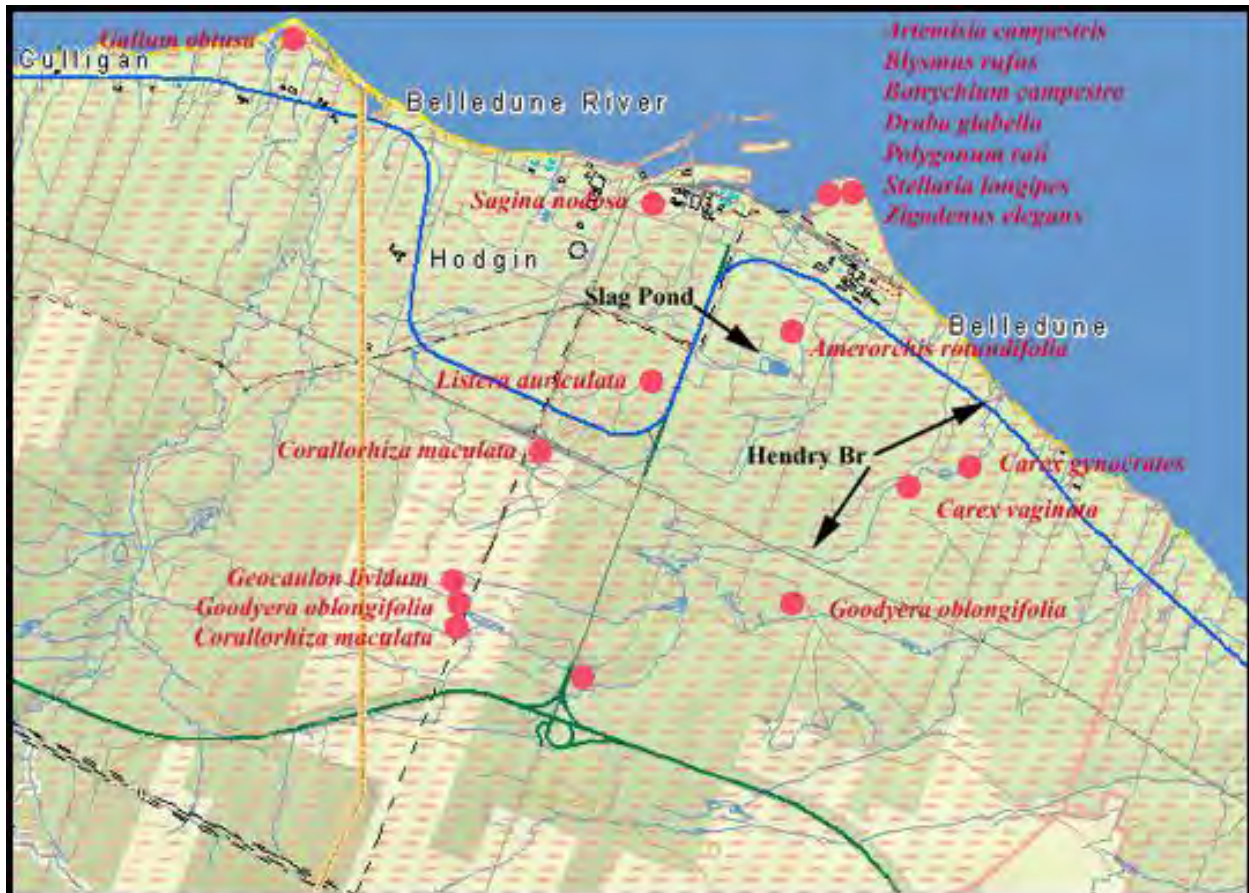 Galium obtusa
Culligan
Belledune River
Artemisia campestris
Blysmus rufus
Botrychium campestre
Draba glabella
Polygonum raii
Stellaria longipes
Zigadenus elegans
Sagina nodosa
Hodgin
Slag Pond
Belledune
Amerorchis rotundifolia
Listera auriculata
Corallorhiza maculata
Hendry Br
Carex gynocrates
Carex vaginata
Geocaulon lividum
Goodyera oblongifolia
Corallorhiza maculata
Goodyera oblongifolia